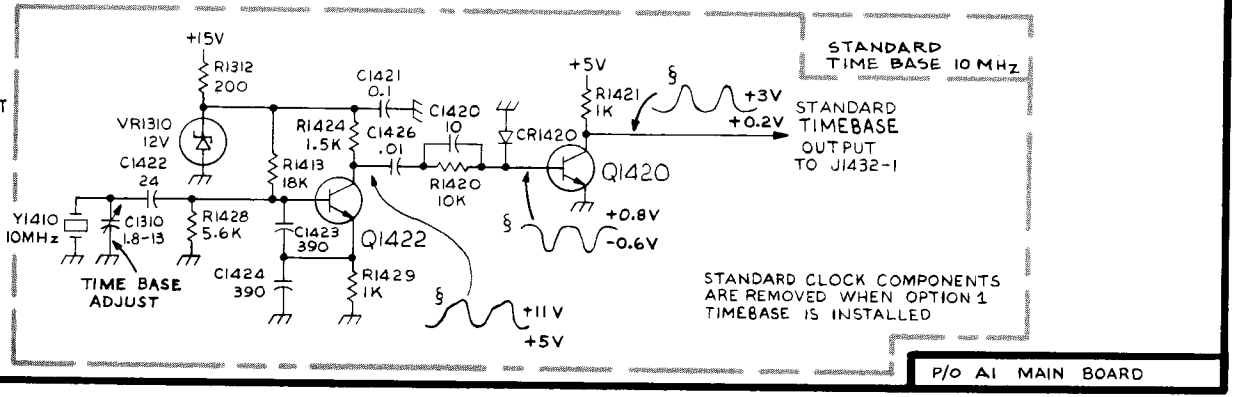 T
+15V
R1312
200
VR1310
12V
C1422
24
Y1410
10MHz
C1310
1.8-13
TIME BASE
ADJUST
R1428
5.6K
R1413
18K
C1423
390
C1424
390
C1421
0.1
R1424
1.5K
C1426
.01
C1420
10
R1420
10K
Q1422
R1429
1K
§
+11V
+5V
CR1420
+5V
R1421
1K
Q1420
§
+0.8V
-0.6V
§
+3V
+0.2V
STANDARD
TIMEBASE
OUTPUT
TO J1432-1
STANDARD
TIME BASE 10 MHz
STANDARD CLOCK COMPONENTS
ARE REMOVED WHEN OPTION 1
TIMEBASE IS INSTALLED
P/O A1 MAIN BOARD